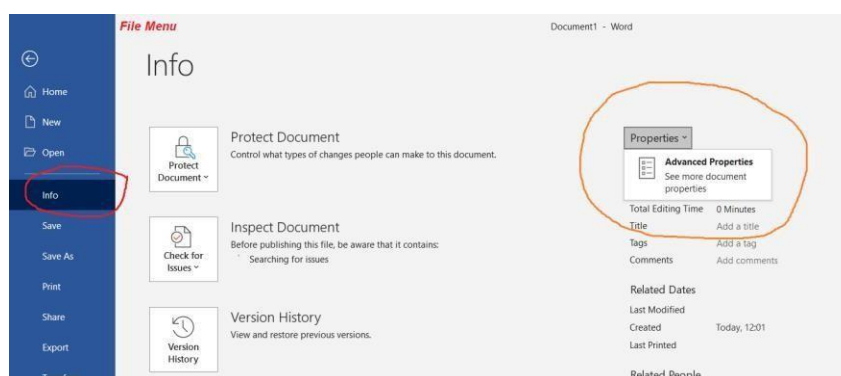 File Menu
Document1 - Word
Info
Home
New
Open
Info
Save
Save As
Print
Share
Export
Protect Document
Control what types of changes people can make to this document.
Protect
Document
Inspect Document
Before publishing this file, be aware that it contains:
Searching for issues
Check for
Issues
Version History
View and restore previous versions.
Version
History
Properties
Advanced Properties
See more document
properties
Total Editing Time 0 Minutes
Title Add a title
Tags Add a tag
Comments Add comments
Related Dates
Last Modified
Created Today, 12:01
Last Printed
Related People